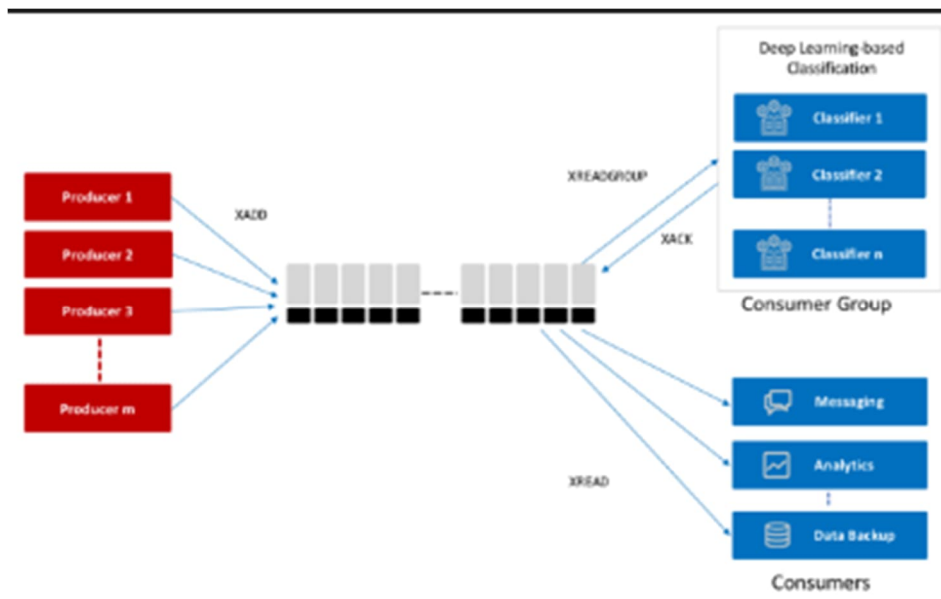 Deep Learning-based
Classification
Classifier 1
Classifier 2
Classifier n
Consumer Group
XREADGROUP
XACK
Producer 1
Producer 2
Producer 3
Producer m
XADD
XREAD
Messaging
Analytics
Data Backup
Consumers